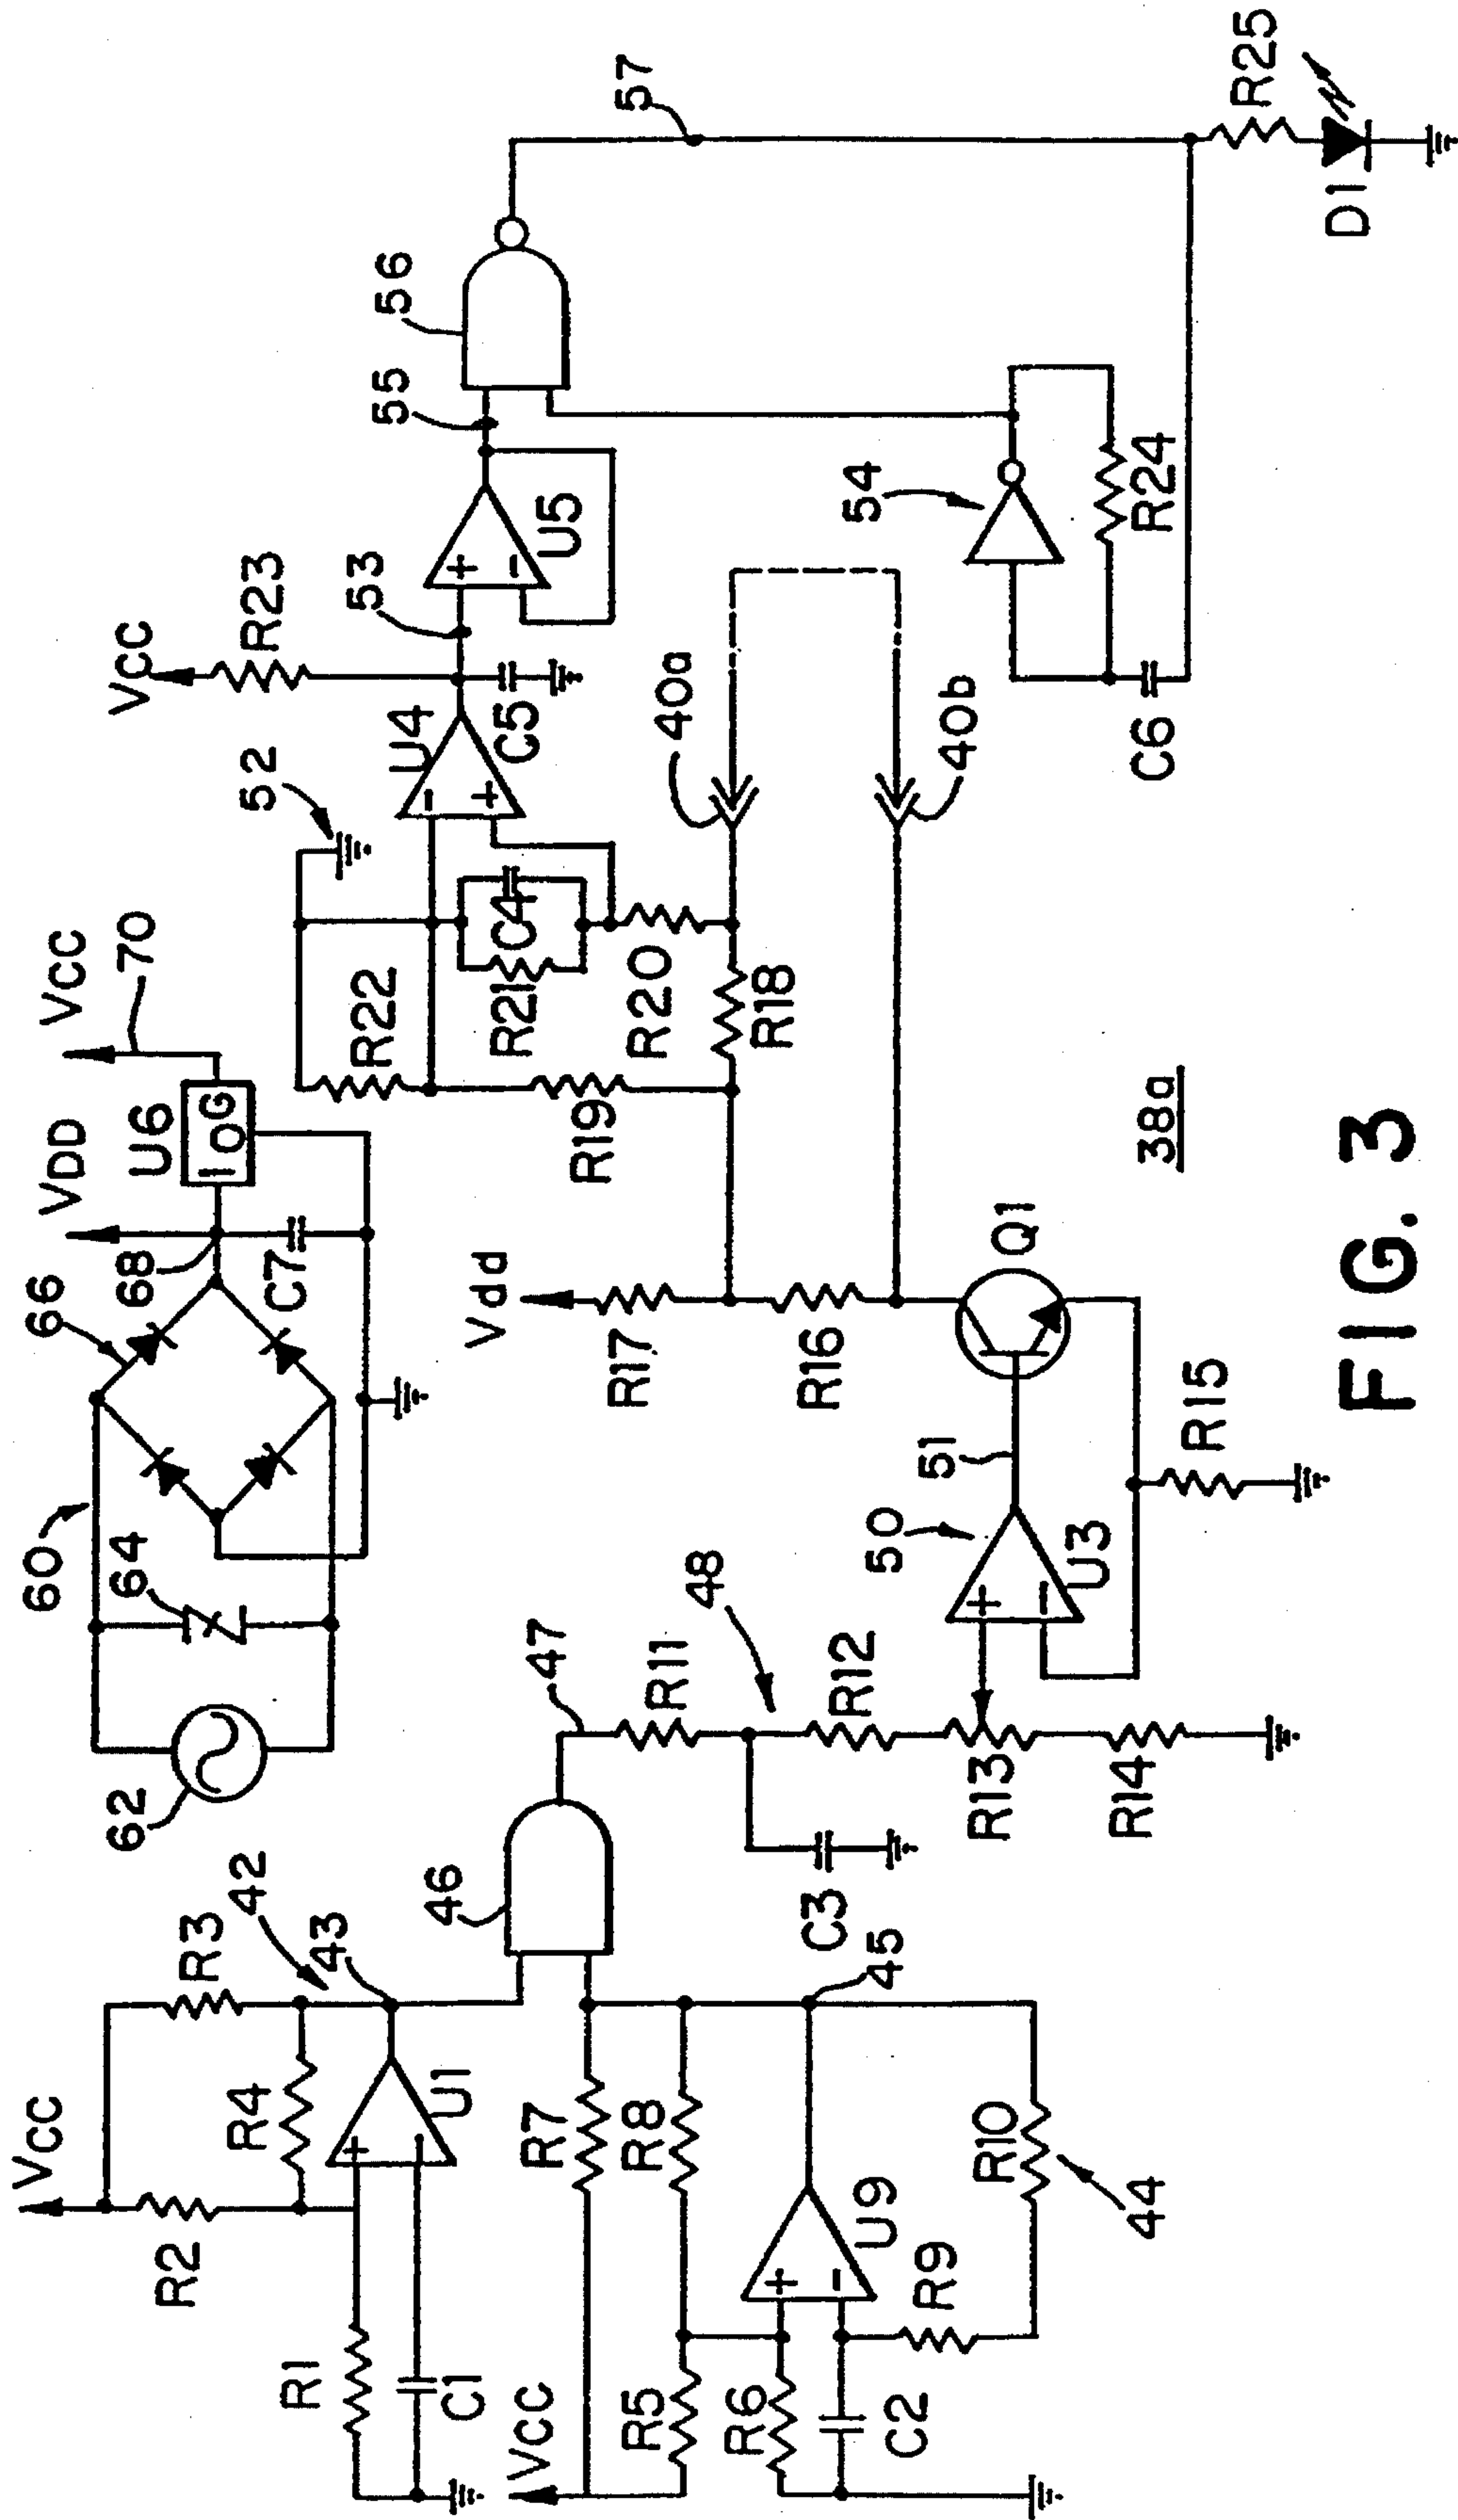 VCC
R2
R3
R4
42
43
R1
U1
+
-
C1
VCC
R7
R5
R8
R6
U9
+
-
C2
R9
R10
44
45
46
47
C3
R11
48
R12
R13
R14
50
U3
+
-
51
R15
Q1
R16
R17
Vdd
60
62
64
66
68
C7
VDD
U6
VCC
70
R22
R19
R21
C4
R20
R18
52
U4
-
+
C5
VCC
R23
53
U5
+
-
55
56
57
40a
40b
54
R24
C6
R25
D1
38a
FIG. 3